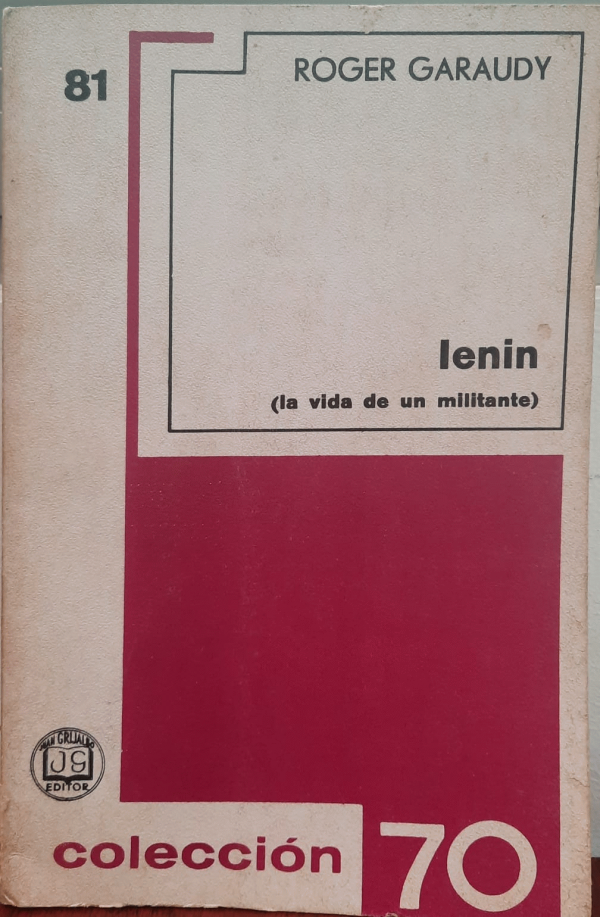 81
ROGER GARAUDY
lenin
(la vida de un militante)
JUAN GRIJALBO
JG
EDITOR
colección 70